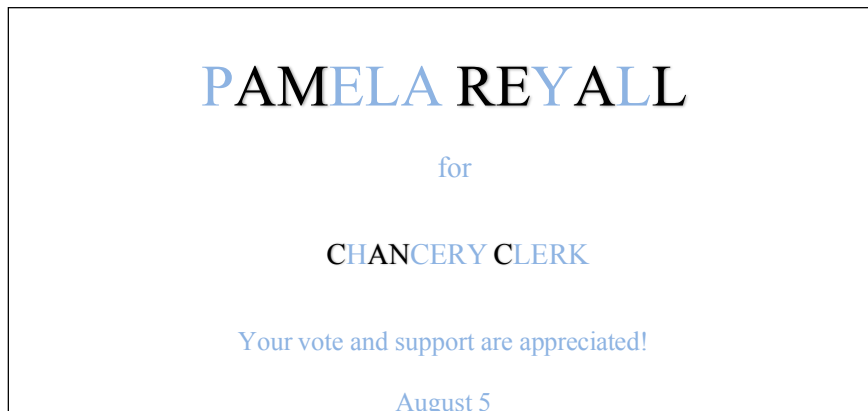 PAMELA REYALL
for
CHANCERY CLERK
Your vote and support are appreciated!
August 5